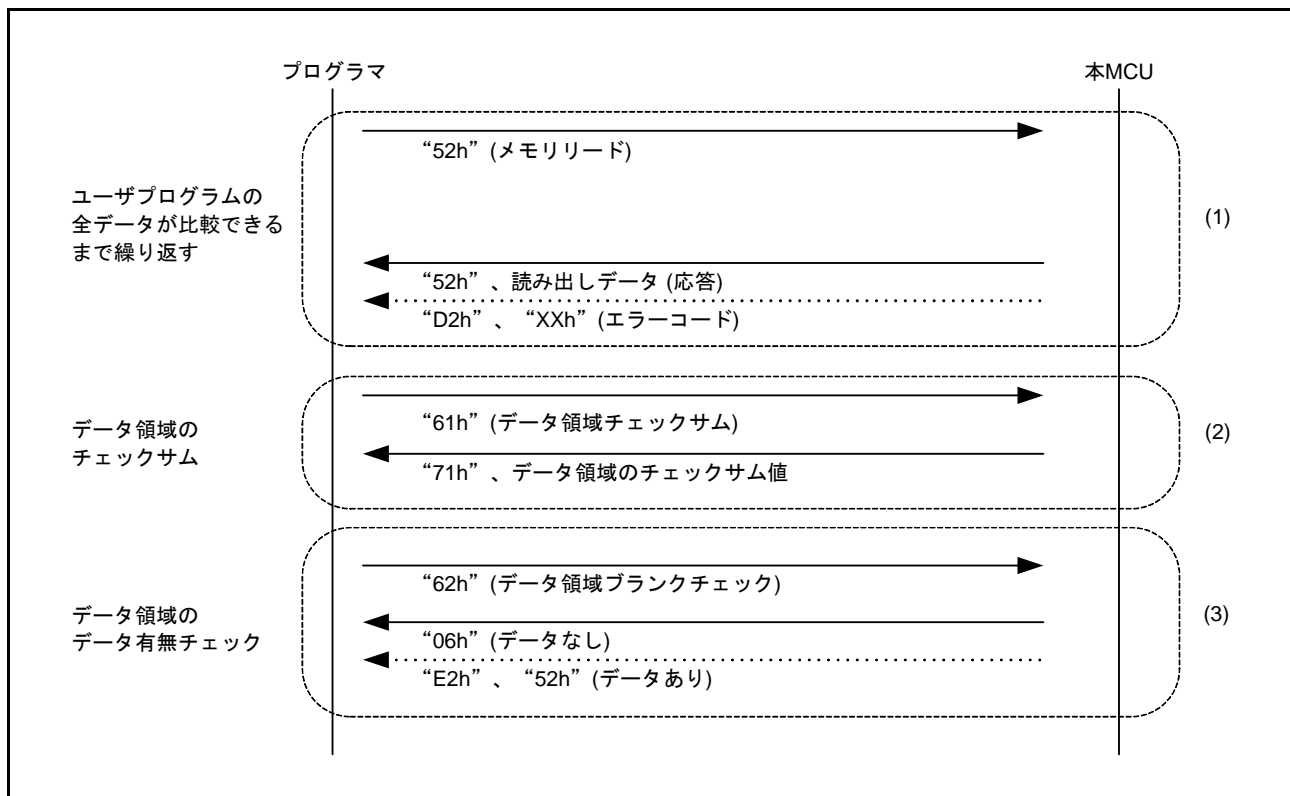 プログラマ
本MCU
“52h” (メモリリード)
ユーザプログラムの
全データが比較できる
まで繰り返す
(1)
“52h” 、読み出しデータ (応答)
“D2h” 、 “XXh” (エラーコード)
“61h” (データ領域チェックサム)
データ領域の
チェックサム
(2)
“71h” 、データ領域のチェックサム値
“62h” (データ領域ブランクチェック)
データ領域の
データ有無チェック
(3)
“06h” (データなし)
“E2h” 、 “52h” (データあり)